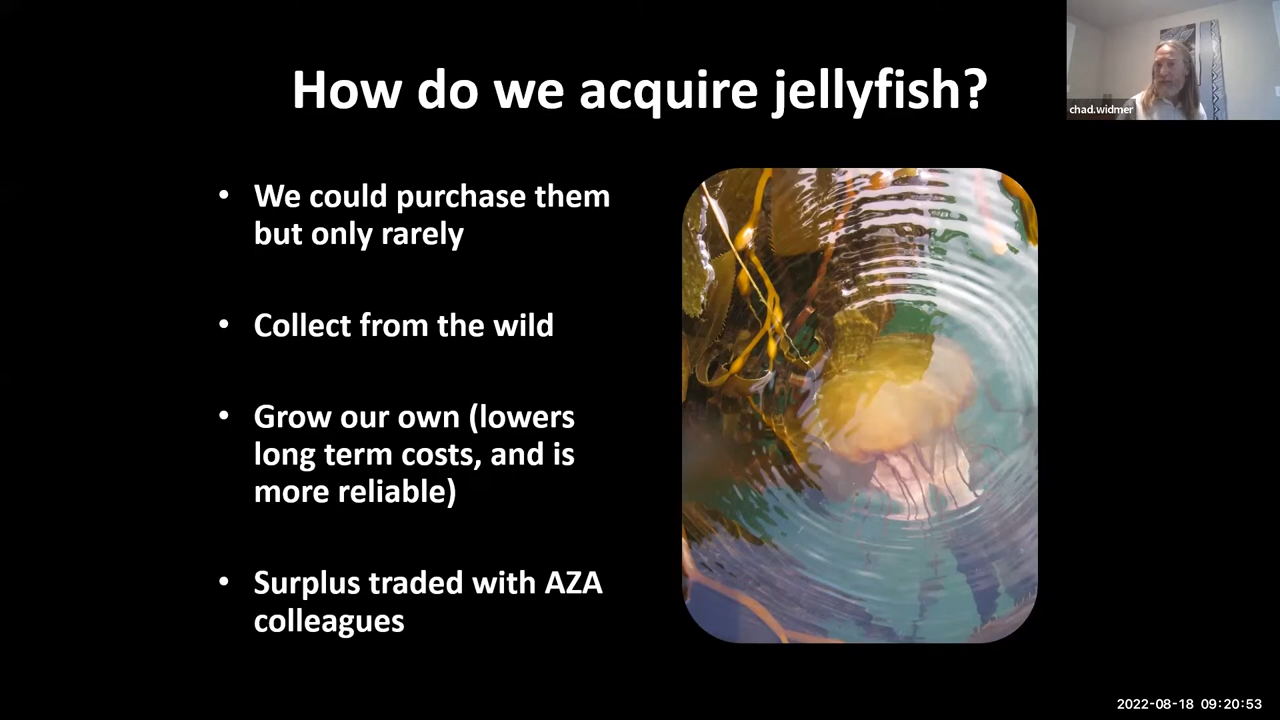 How do we acquire jellyfish?
chad.widmer
• We could purchase them
but only rarely
• Collect from the wild
• Grow our own (lowers
long term costs, and is
more reliable)
• Surplus traded with AZA
colleagues
2022-08-18 09:20:53